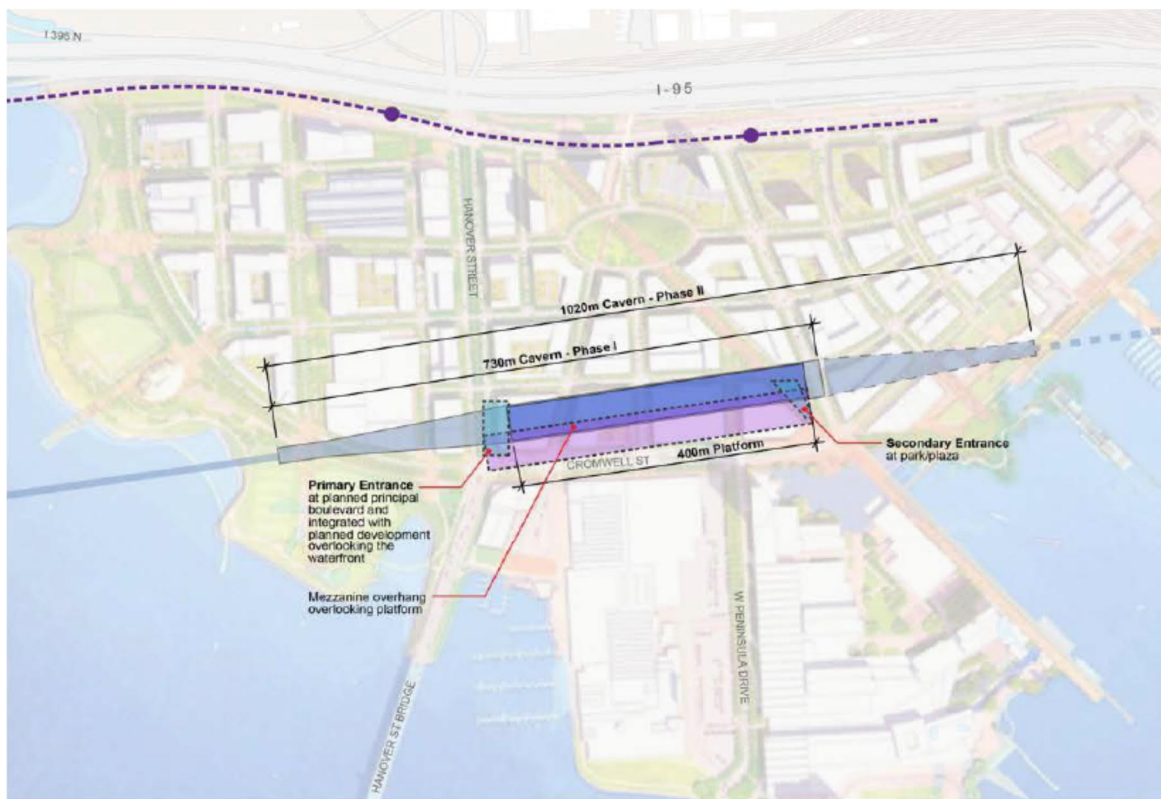 I 395 N
I-95
HANOVER STREET
1020m Cavern - Phase II
730m Cavern - Phase I
Secondary Entrance
at park/plaza
400m Platform
CROMWELL ST
Primary Entrance
at planned principal
boulevard and
integrated with
planned development
overlooking the
waterfront
Mezzanine overhang
overlooking platform
W PENINSULA DRIVE
HANOVER ST BRIDGE